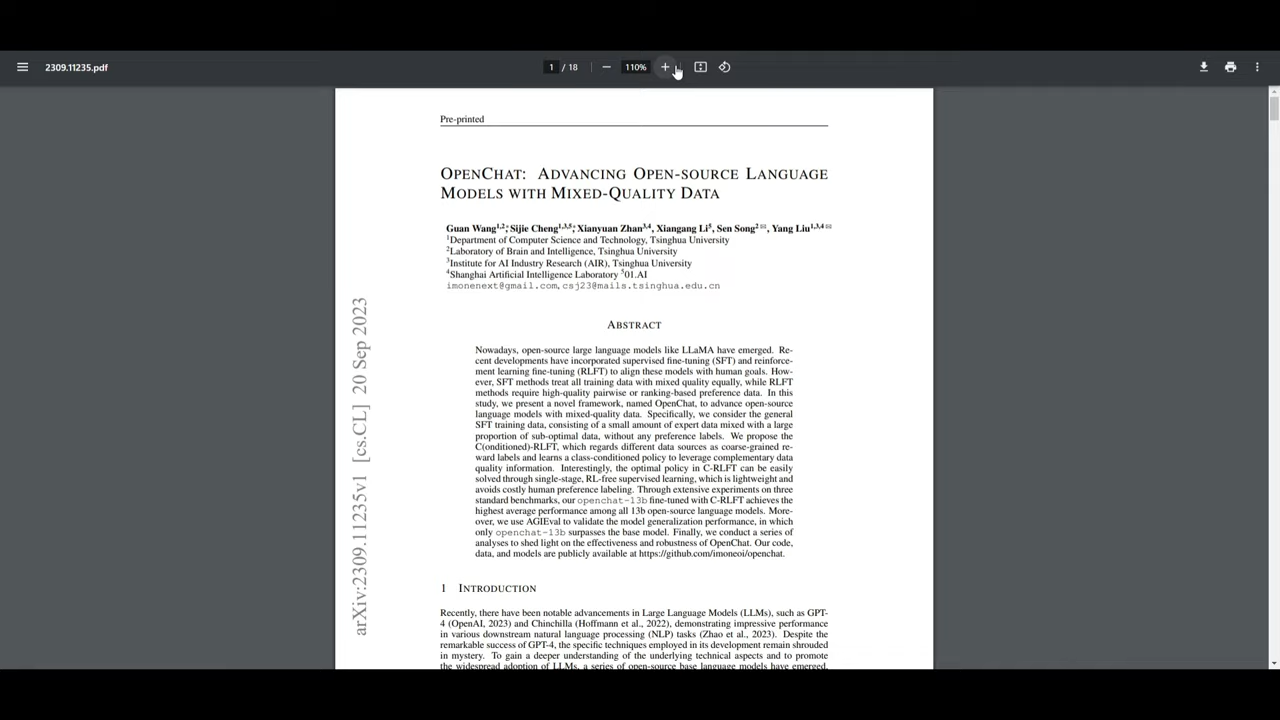 2309.11235.pdf
1 / 18
110%
Pre-printed
OPENCHAT: ADVANCING OPEN-SOURCE LANGUAGE
MODELS WITH MIXED-QUALITY DATA
Guan Wang1,2*, Sijie Cheng1,3,5*, Xianyuan Zhan3,4, Xiangang Li5, Sen Song2✉, Yang Liu1,3,4✉
1Department of Computer Science and Technology, Tsinghua University
2Laboratory of Brain and Intelligence, Tsinghua University
3Institute for AI Industry Research (AIR), Tsinghua University
4Shanghai Artificial Intelligence Laboratory 501.AI
imonenext@gmail.com, csj23@mails.tsinghua.edu.cn
ABSTRACT
Nowadays, open-source large language models like LLaMA have emerged. Re-
cent developments have incorporated supervised fine-tuning (SFT) and reinforce-
ment learning fine-tuning (RLFT) to align these models with human goals. How-
ever, SFT methods treat all training data with mixed quality equally, while RLFT
methods require high-quality pairwise or ranking-based preference data. In this
study, we present a novel framework, named OpenChat, to advance open-source
language models with mixed-quality data. Specifically, we consider the general
SFT training data, consisting of a small amount of expert data mixed with a large
proportion of sub-optimal data, without any preference labels. We propose the
C(onditioned)-RLFT, which regards different data sources as coarse-grained re-
ward labels and learns a class-conditioned policy to leverage complementary data
quality information. Interestingly, the optimal policy in C-RLFT can be easily
solved through single-stage, RL-free supervised learning, which is lightweight and
avoids costly human preference labeling. Through extensive experiments on three
standard benchmarks, our openchat-13b fine-tuned with C-RLFT achieves the
highest average performance among all 13b open-source language models. More-
over, we use AGIEval to validate the model generalization performance, in which
only openchat-13b surpasses the base model. Finally, we conduct a series of
analyses to shed light on the effectiveness and robustness of OpenChat. Our code,
data, and models are publicly available at https://github.com/imoneoi/openchat.
arXiv:2309.11235v1 [cs.CL] 20 Sep 2023
1 INTRODUCTION
Recently, there have been notable advancements in Large Language Models (LLMs), such as GPT-
4 (OpenAI, 2023) and Chinchilla (Hoffmann et al., 2022), demonstrating impressive performance
in various downstream natural language processing (NLP) tasks (Zhao et al., 2023). Despite the
remarkable success of GPT-4, the specific techniques employed in its development remain shrouded
in mystery. To gain a deeper understanding of the underlying technical aspects and to promote
the widespread adoption of LLMs, a series of open-source base language models have emerged,